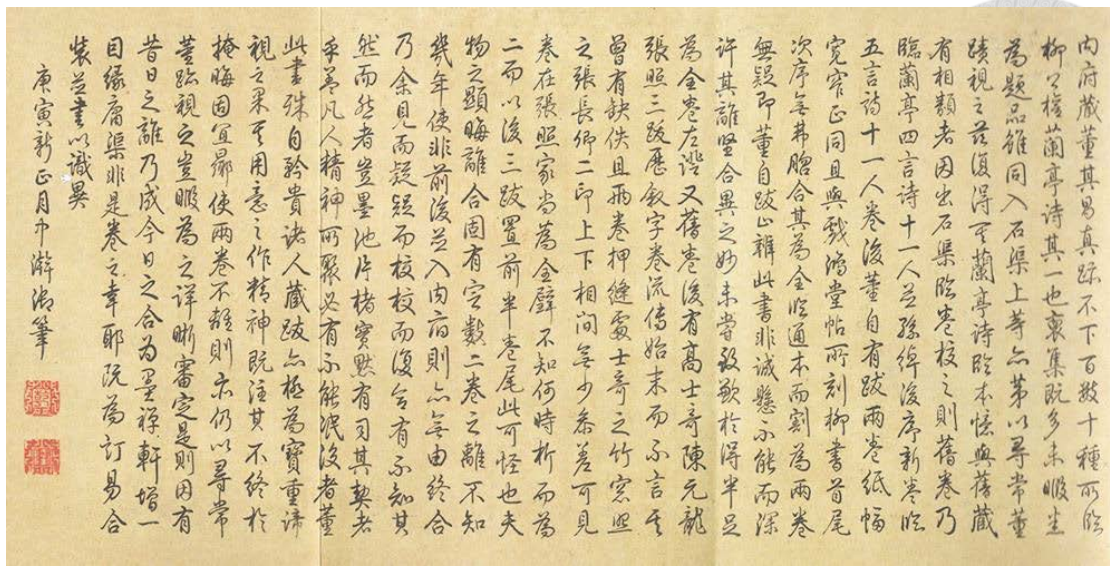 内府藏董其昌真跡不下百數十種所臨
柳公權蘭亭詩其一也裒集既多未暇
為題品雖同入石渠上等亦第以尋常董
蹟視之茲復得其蘭亭詩臨本憶與舊藏
有相類者因出石渠臨卷校之則舊卷乃
臨蘭亭四言詩十一人並孫綽後序新卷臨
五言詩十一人卷後董自有跋兩卷紙幅
寬窄正同且與戲鴻堂帖所刻柳書首尾
次序無弗脗合其為全臨通本而割為兩卷
無疑即董自跋稱此書非誠懸不能而深
許其離堅合異之妙未嘗致歉於得半足
為全卷左證又舊卷後有高士奇陳元龍
張照三跋歷敘字卷流傳始末而不言其
曾有缺佚且兩卷押縫處士奇之竹窗照
之張長卿二印上下相間無少參差可見
卷在張照家尚為全璧不知何時析而為
二而以後三跋置前半卷尾此可怪也夫
物之顯晦離合固有定數二卷之離不知
幾年使非前後並入内府則亦無由終合
乃余見而疑疑而校校而復合有不知其
然而然者豈墨池片楮冥默有司其契者
乎蓋凡人精神所聚必有不能泯沒者董
此書殊自矜貴諸人藏跋亦極為寶重諦
視之果其用意之作精神既注其不終於
掩晦固宜第使兩卷不離則亦仍以尋常
董跡視之豈暇為之詳晰審定是則因有
昔日之離乃成今日之合為墨禪軒增一
目緣庸渠非是卷之幸耶既為訂易合
裝並書以識異
庚寅新正月中澣御筆